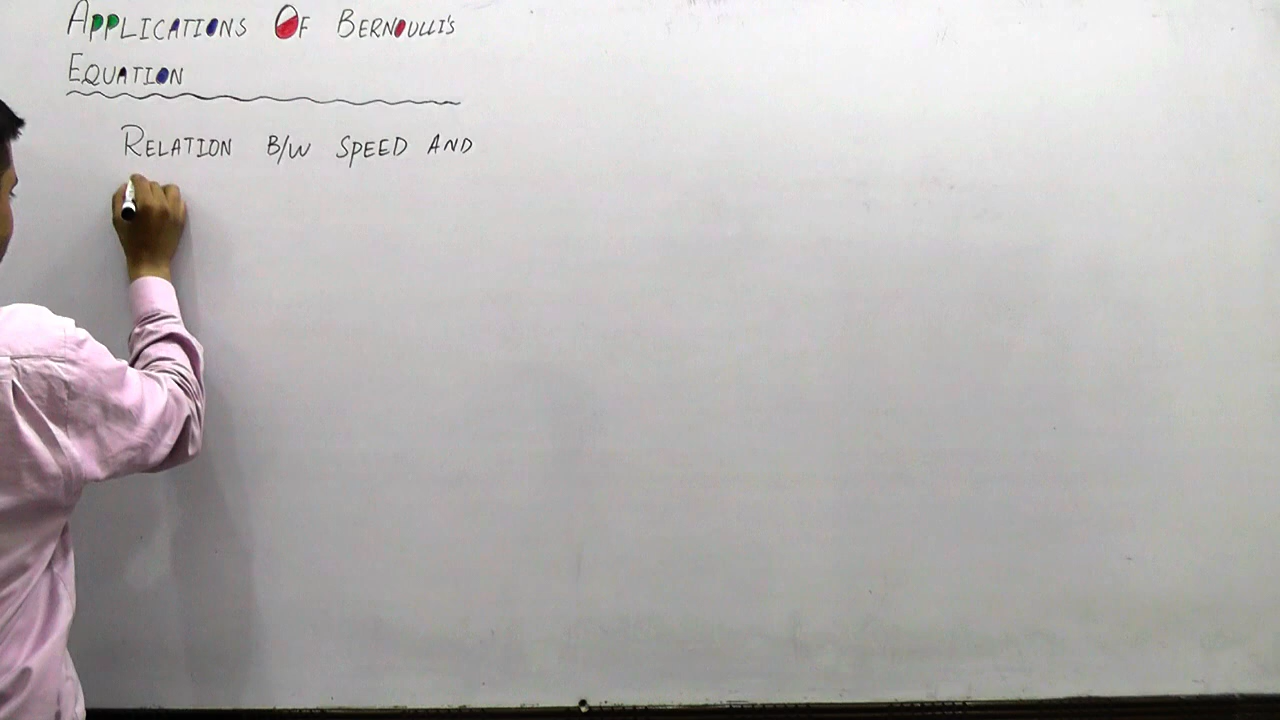 APPLICATIONS OF BERNOULLI'S
EQUATION
RELATION B/W SPEED AND